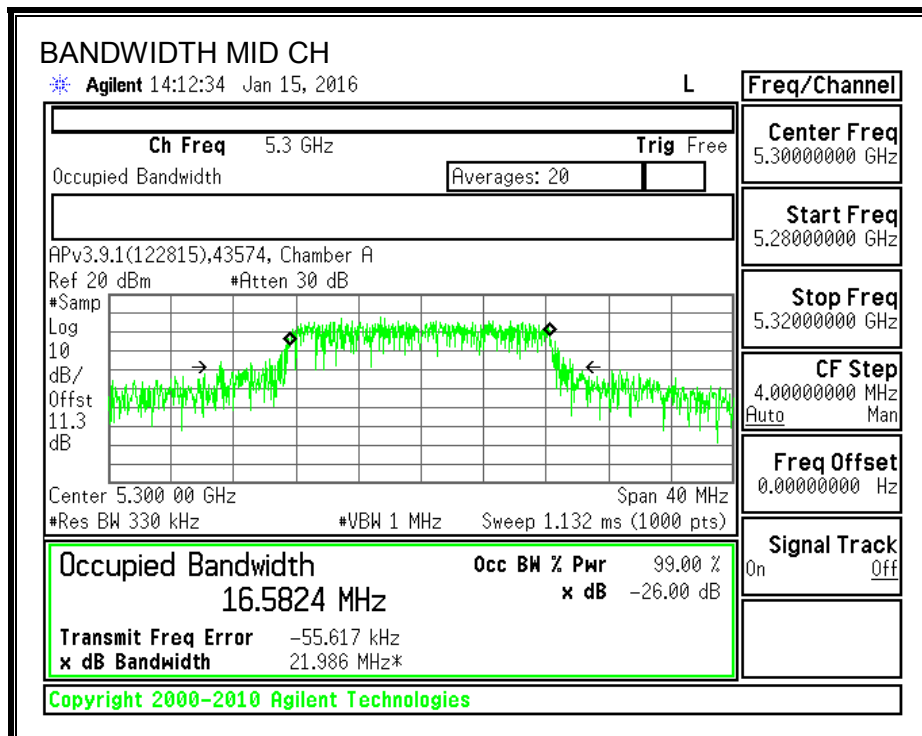 BANDWIDTH MID CH
Agilent 14:12:34 Jan 15, 2016 L
Freq/Channel
Ch Freq 5.3 GHz Trig Free
Occupied Bandwidth Averages: 20
Center Freq
5.30000000 GHz
Start Freq
5.28000000 GHz
APv3.9.1(122815),43574, Chamber A
Ref 20 dBm #Atten 30 dB
#Samp
Log
10
dB/
Offst
11.3
dB
Stop Freq
5.32000000 GHz
CF Step
4.00000000 MHz
Auto Man
Freq Offset
0.00000000 Hz
Center 5.300 00 GHz Span 40 MHz
#Res BW 330 kHz #VBW 1 MHz Sweep 1.132 ms (1000 pts)
Signal Track
On Off
Occupied Bandwidth Occ BW % Pwr 99.00 %
16.5824 MHz x dB -26.00 dB
Transmit Freq Error -55.617 kHz
x dB Bandwidth 21.986 MHz*
Copyright 2000-2010 Agilent Technologies